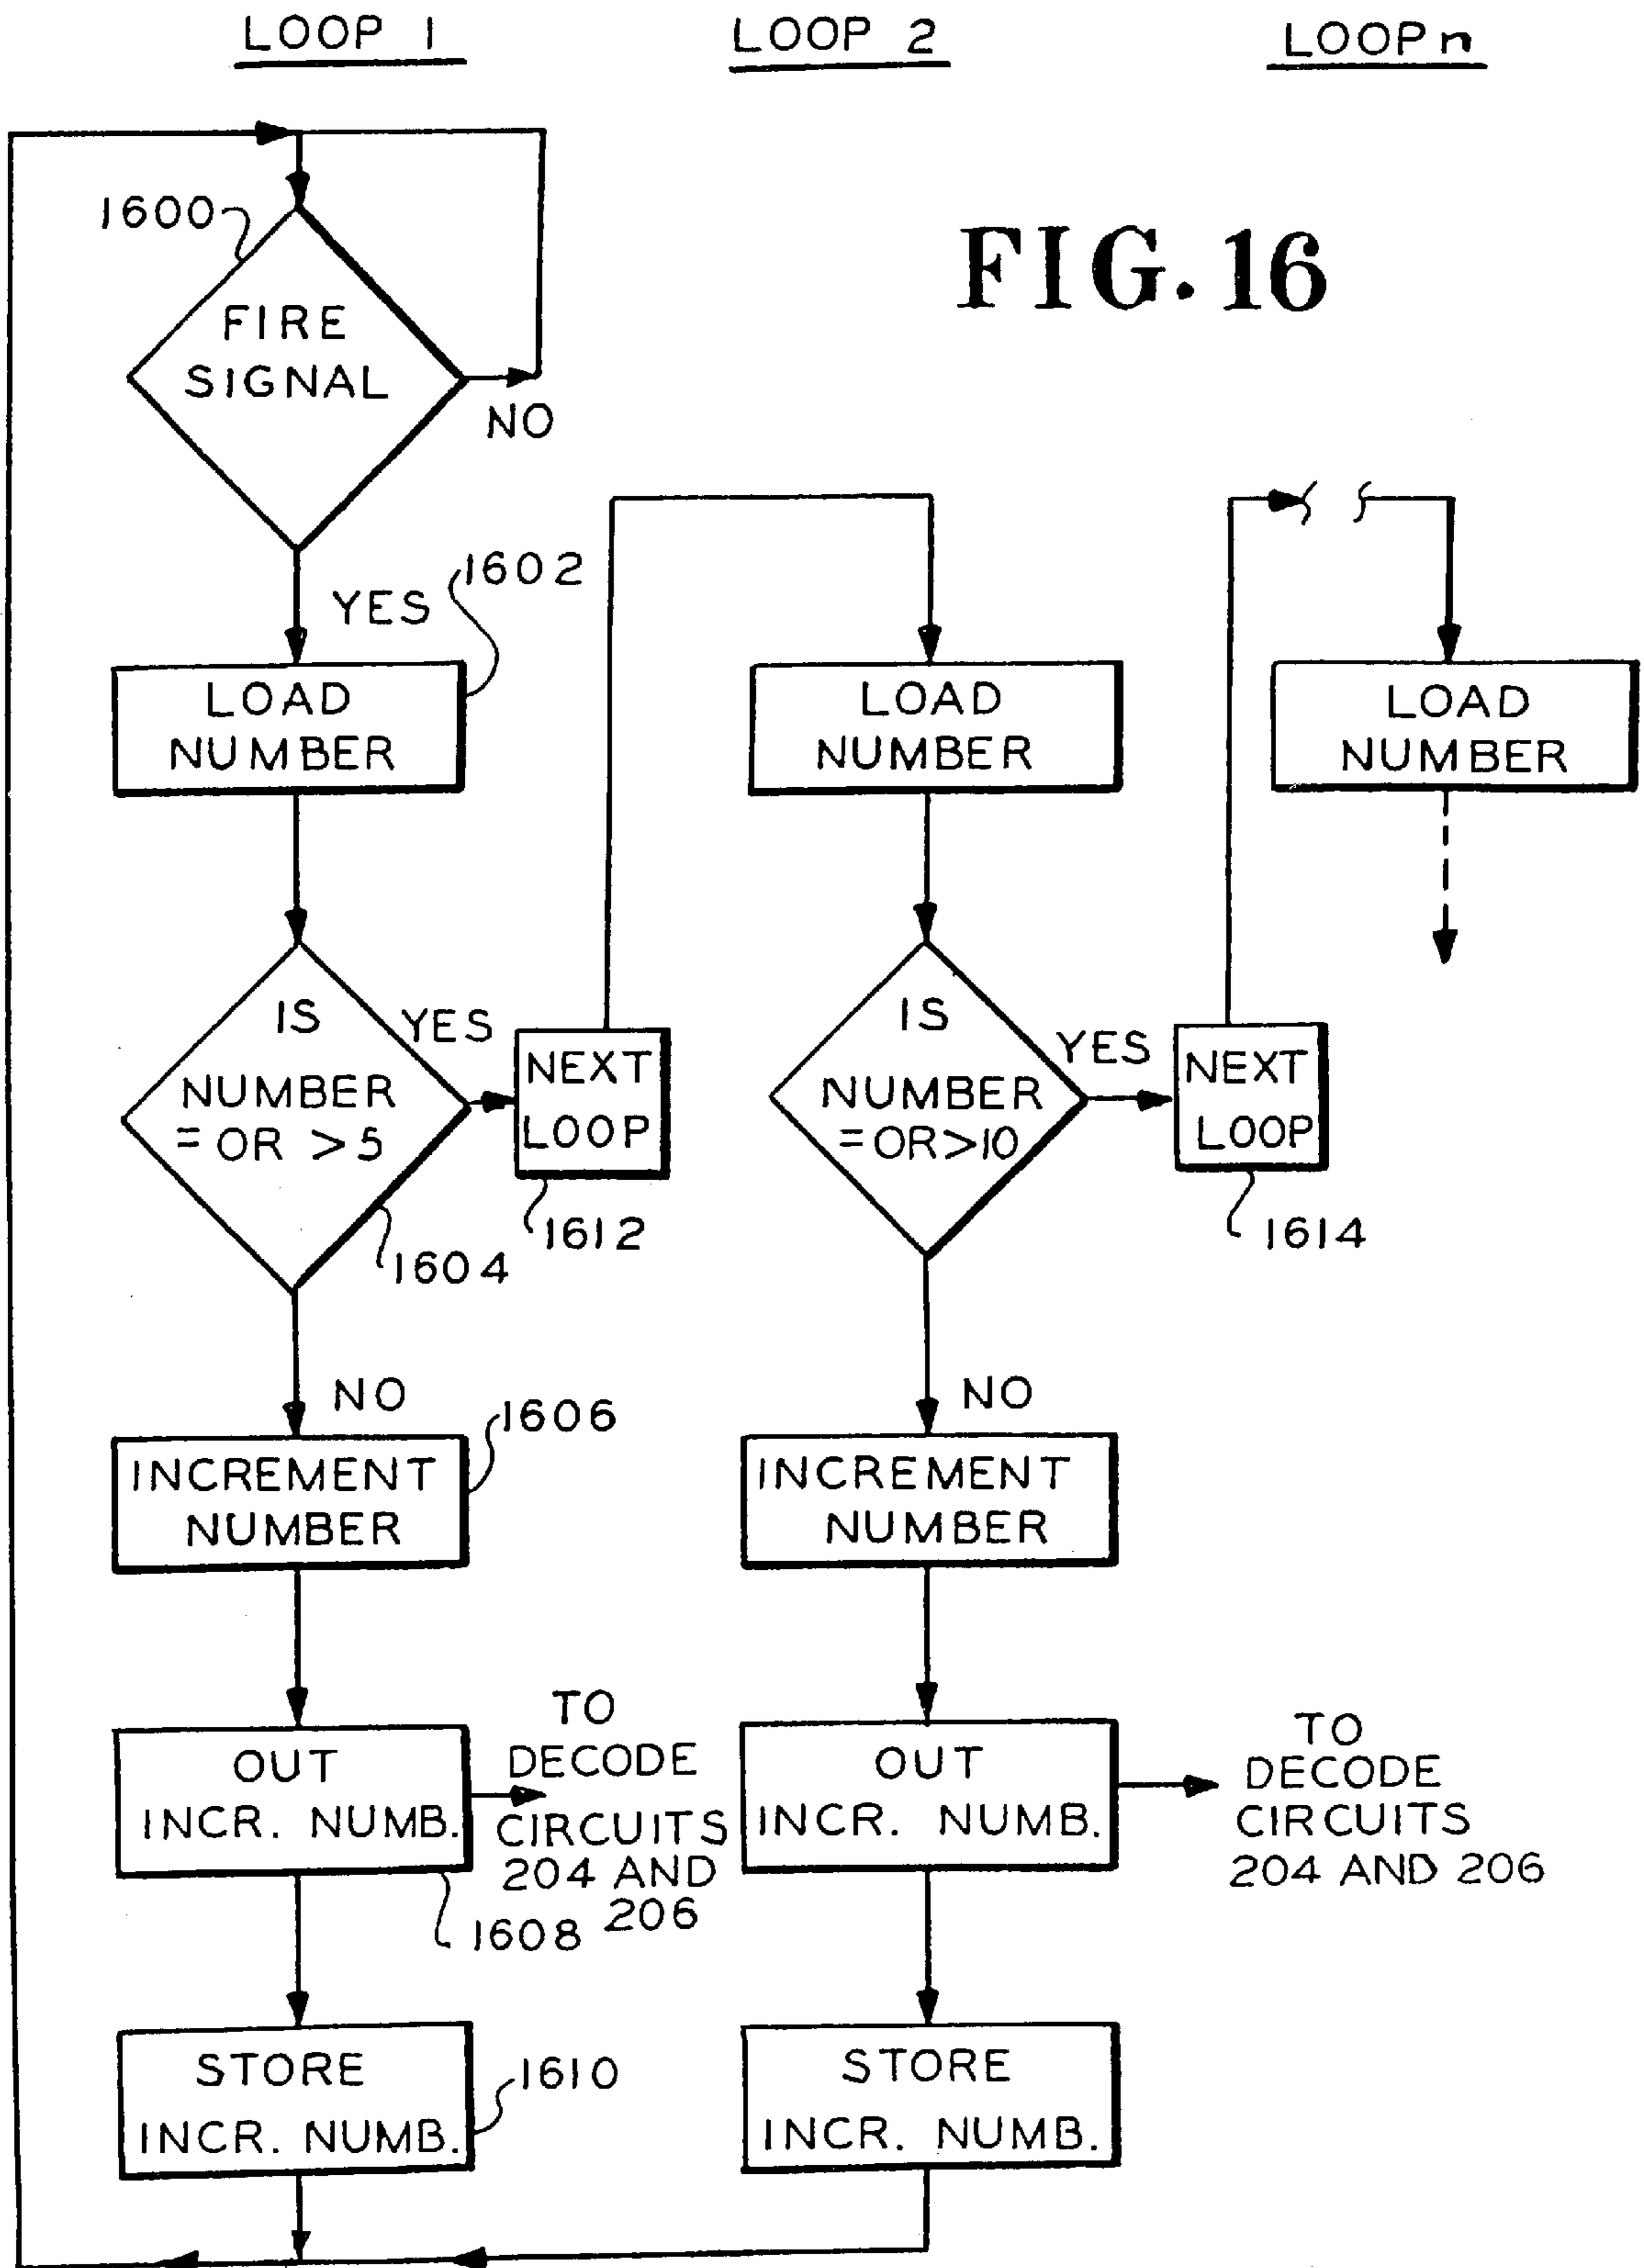 LOOP 1
LOOP 2
LOOP n
FIG. 16
1600
FIRE
SIGNAL
NO
YES
1602
LOAD
NUMBER
IS
NUMBER
= OR > 5
YES
1604
NEXT
LOOP
1612
NO
INCREMENT
NUMBER
1606
OUT
INCR. NUMB.
1608
TO
DECODE
CIRCUITS
204 AND
206
STORE
INCR. NUMB.
1610
LOAD
NUMBER
IS
NUMBER
= OR > 10
YES
NEXT
LOOP
1614
NO
INCREMENT
NUMBER
OUT
INCR. NUMB.
TO
DECODE
CIRCUITS
204 AND 206
STORE
INCR. NUMB.
LOAD
NUMBER